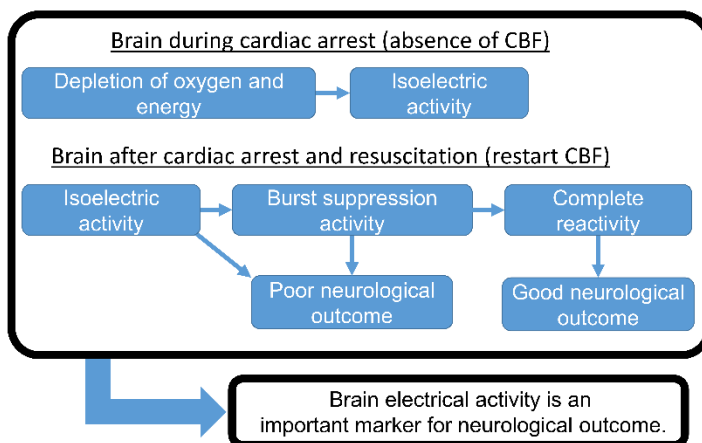 Brain during cardiac arrest (absence of CBF)
Depletion of oxygen and
energy
Isoelectric
activity
Brain after cardiac arrest and resuscitation (restart CBF)
Isoelectric
activity
Burst suppression
activity
Complete
reactivity
Poor neurological
outcome
Good neurological
outcome
Brain electrical activity is an
important marker for neurological outcome.